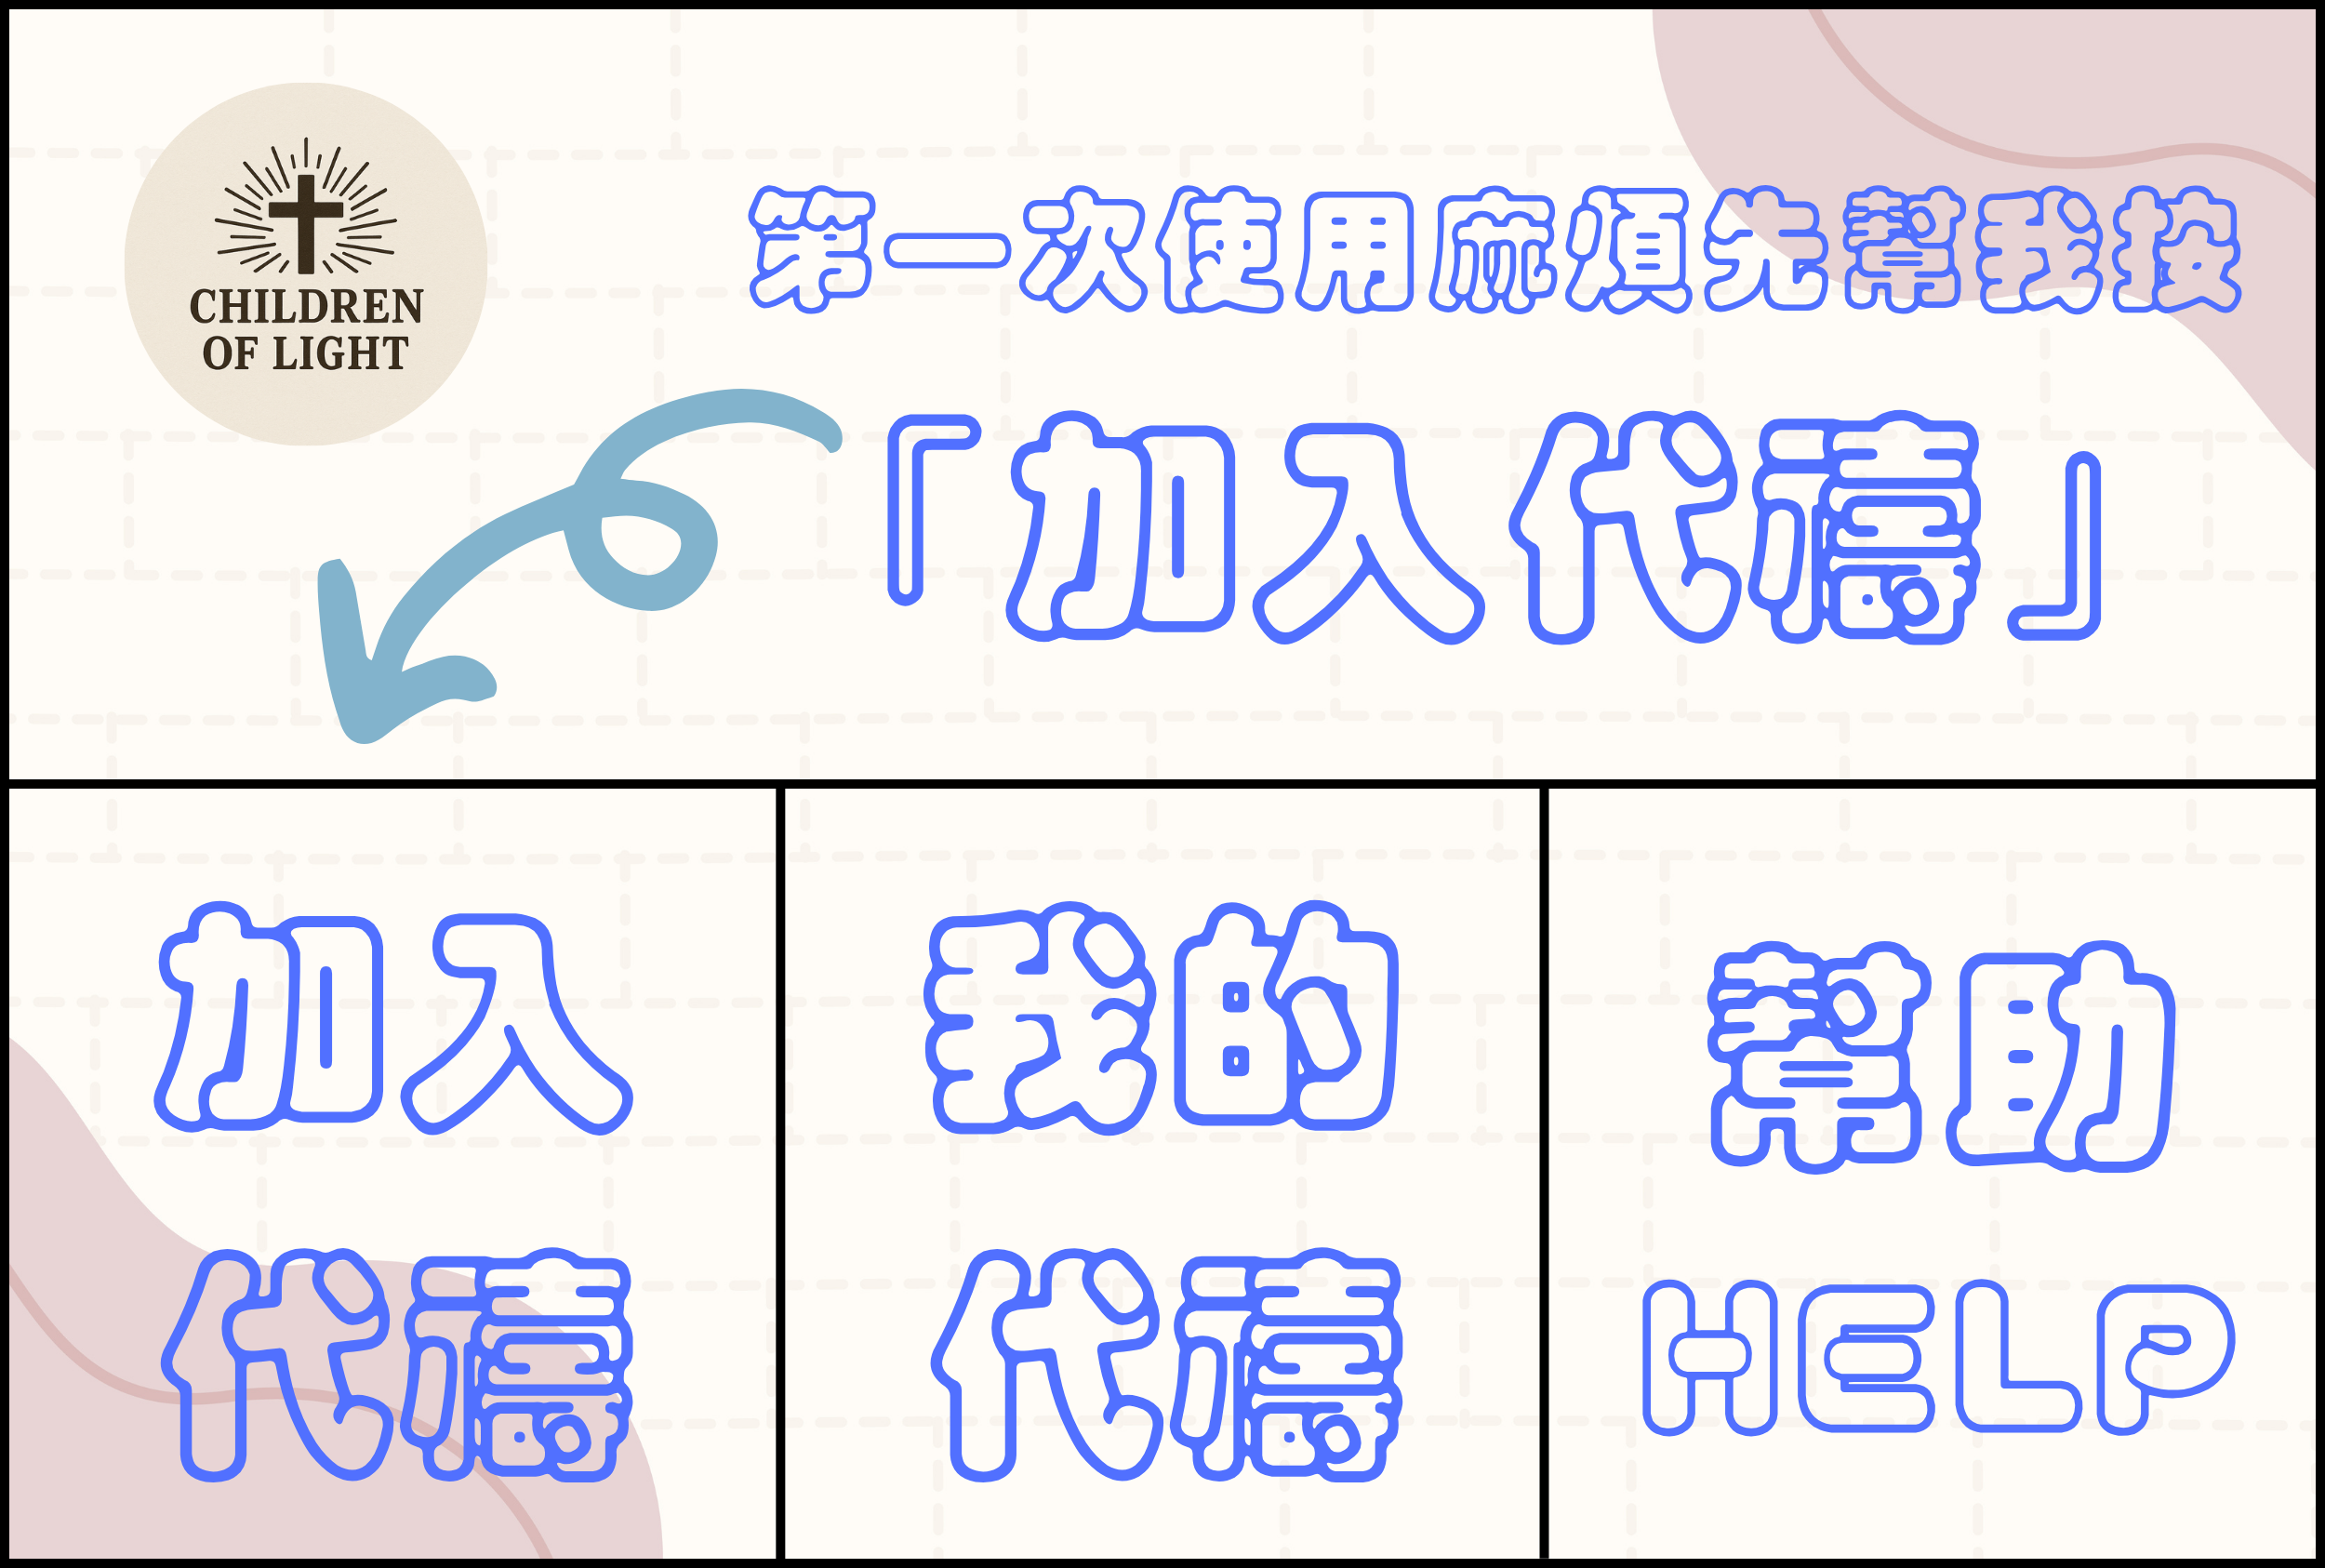 CHILDREN
OF LIGHT
第一次使用麻煩先幫我按
「加入代禱」
加入
代禱
我的
代禱
幫助
HELP